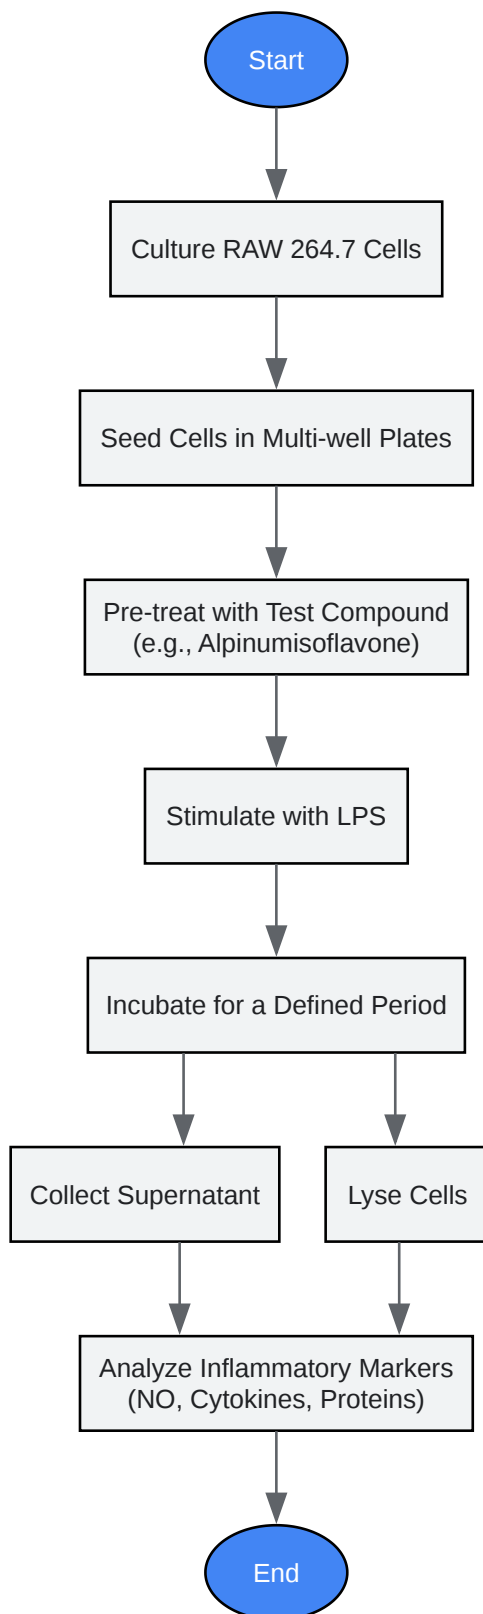 Start
Culture RAW 264.7 Cells
Seed Cells in Multi-well Plates
Pre-treat with Test Compound
(e.g., Alpinumisoflavone)
Stimulate with LPS
Incubate for a Defined Period
Collect Supernatant
Lyse Cells
Analyze Inflammatory Markers
(NO, Cytokines, Proteins)
End